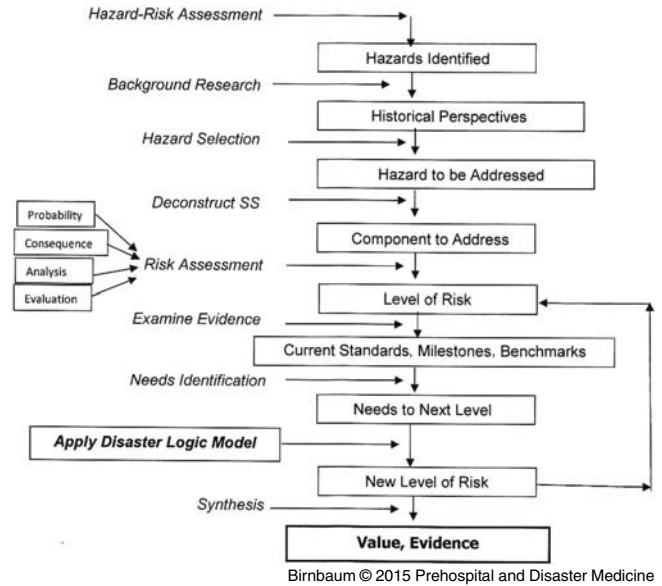 Hazard-Risk Assessment
Hazards Identified
Background Research
Historical Perspectives
Hazard Selection
Hazard to be Addressed
Deconstruct SS
Component to Address
Probability
Consequence
Analysis
Evaluation
Risk Assessment
Level of Risk
Examine Evidence
Current Standards, Milestones, Benchmarks
Needs Identification
Needs to Next Level
Apply Disaster Logic Model
New Level of Risk
Synthesis
Value, Evidence
Birnbaum © 2015 Prehospital and Disaster Medicine